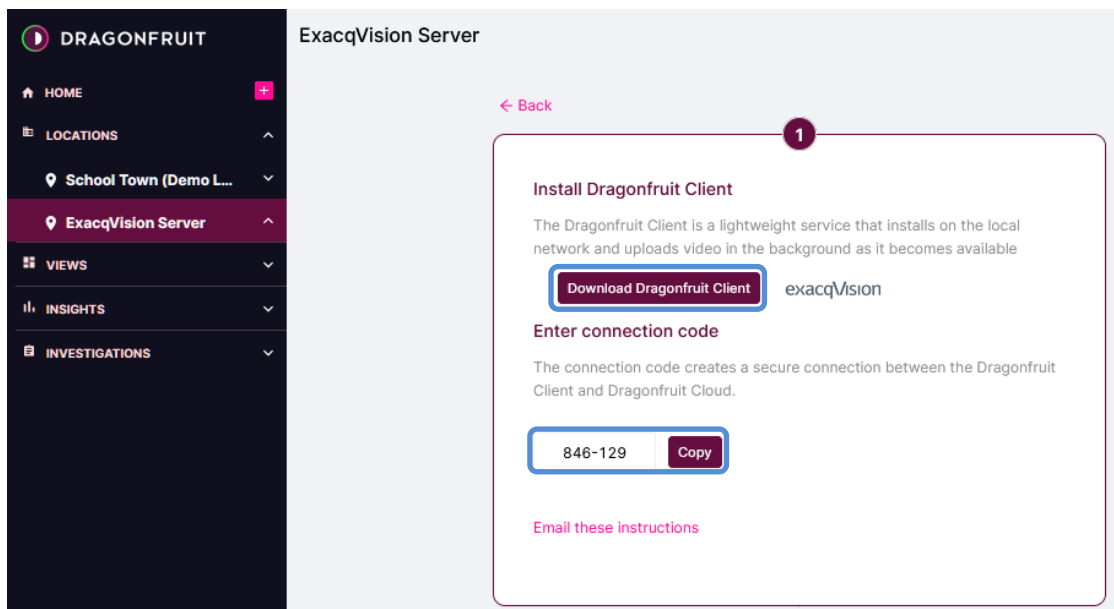 DRAGONFRUIT
ExacqVision Server
HOME
+
← Back
LOCATIONS
1
School Town (Demo L...
Install Dragonfruit Client
ExacqVision Server
The Dragonfruit Client is a lightweight service that installs on the local
network and uploads video in the background as it becomes available
VIEWS
Download Dragonfruit Client
exacqVision
INSIGHTS
Enter connection code
INVESTIGATIONS
The connection code creates a secure connection between the Dragonfruit
Client and Dragonfruit Cloud.
846-129
Copy
Email these instructions